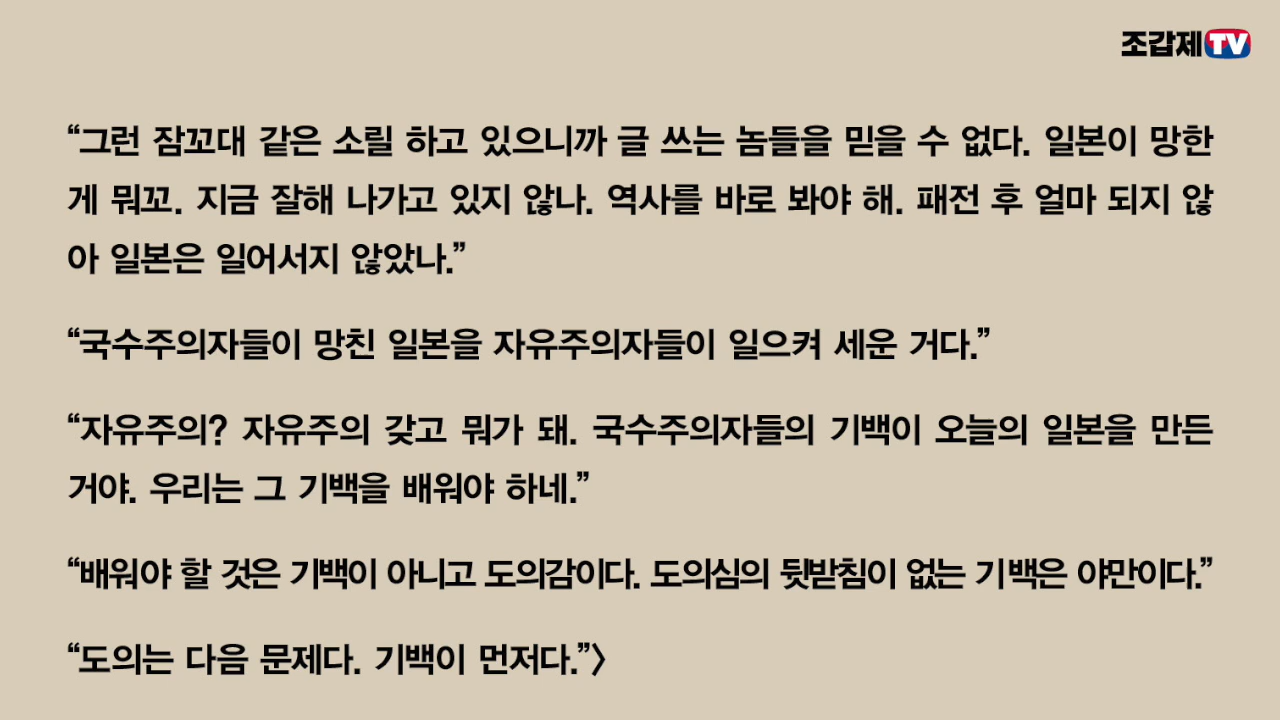 조갑제TV
“그런 잠꼬대 같은 소릴 하고 있으니까 글 쓰는 놈들을 믿을 수 없다. 일본이 망한
게 뭐꼬. 지금 잘해 나가고 있지 않나. 역사를 바로 봐야 해. 패전 후 얼마 되지 않
아 일본은 일어서지 않았나.”
“국수주의자들이 망친 일본을 자유주의자들이 일으켜 세운 거다.”
“자유주의? 자유주의 갖고 뭐가 돼. 국수주의자들의 기백이 오늘의 일본을 만든
거야. 우리는 그 기백을 배워야 하네.”
“배워야 할 것은 기백이 아니고 도의감이다. 도의심의 뒷받침이 없는 기백은 야만이다.”
“도의는 다음 문제다. 기백이 먼저다.”〉